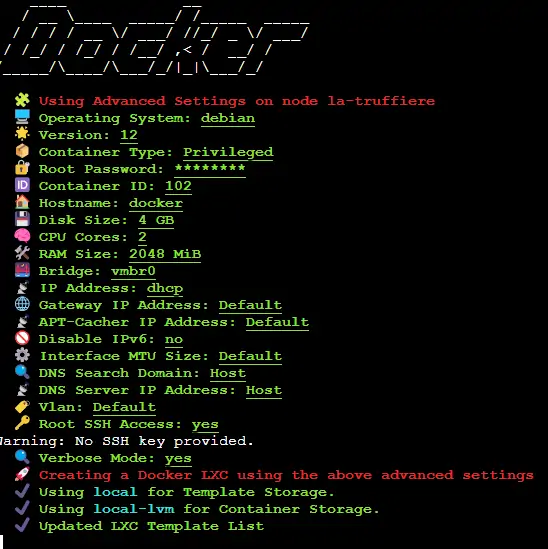 Docker
Using Advanced Settings on node la-truffiere
Operating System: debian
Version: 12
Container Type: Privileged
Root Password: ********
ID Container ID: 102
Hostname: docker
Disk Size: 4 GB
CPU Cores: 2
RAM Size: 2048 MiB
Bridge: vmbr0
IP Address: dhcp
Gateway IP Address: Default
APT-Cacher IP Address: Default
Disable IPv6: no
Interface MTU Size: Default
DNS Search Domain: Host
DNS Server IP Address: Host
Vlan: Default
Root SSH Access: yes
Warning: No SSH key provided.
Verbose Mode: yes
Creating a Docker LXC using the above advanced settings
Using local for Template Storage.
Using local-lvm for Container Storage.
Updated LXC Template List